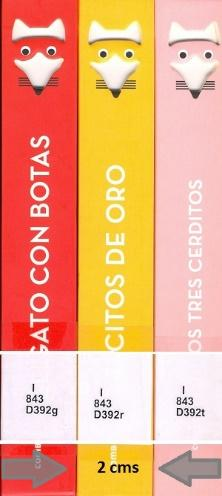 GATO CON BOTAS
CITOS DE ORO
OS TRES CERDITOS
I
843
D392g
I
843
D392r
I
843
D392t
2 cms